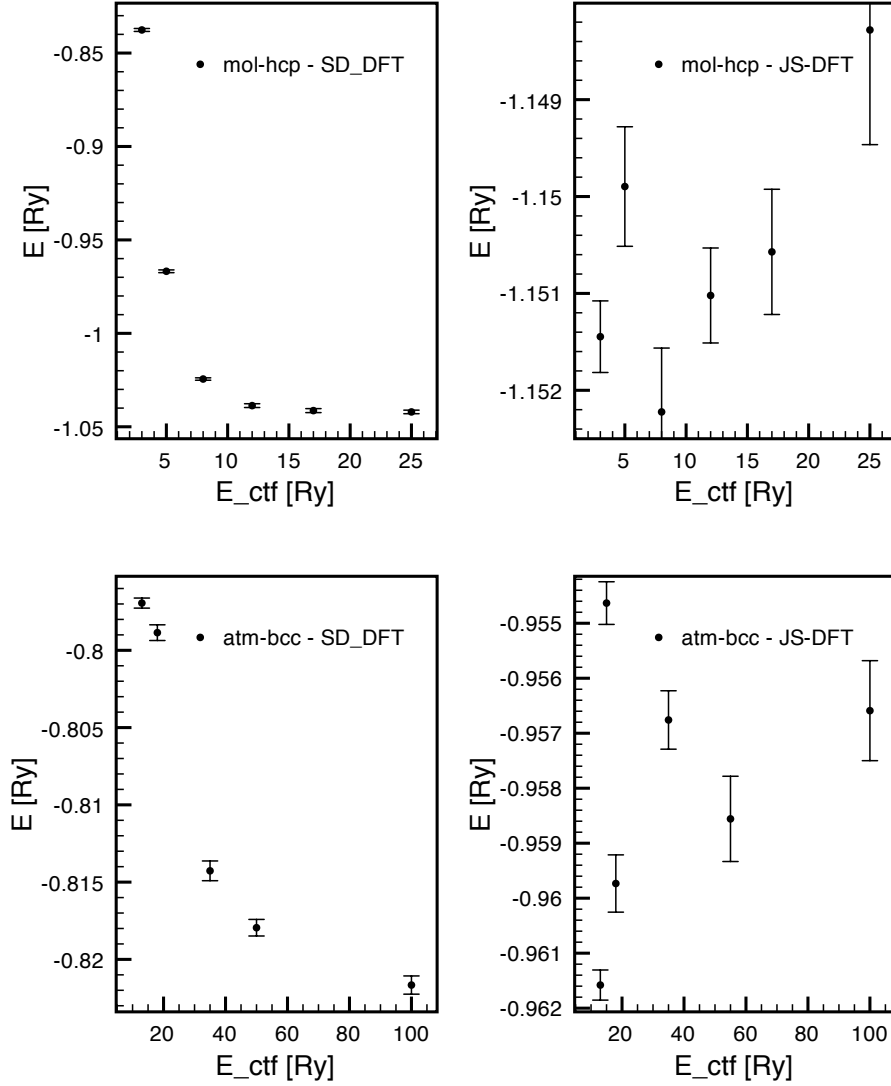 mol-hcp - SD_DFT
-0.85
-0.9
-0.95
-1
-1.05
E [Ry]
5 10 15 20 25
E_ctf [Ry]
mol-hcp - JS-DFT
-1.149
-1.15
-1.151
-1.152
E [Ry]
5 10 15 20 25
E_ctf [Ry]
atm-bcc - SD_DFT
-0.8
-0.805
-0.81
-0.815
-0.82
E [Ry]
20 40 60 80 100
E_ctf [Ry]
atm-bcc - JS-DFT
-0.955
-0.956
-0.957
-0.958
-0.959
-0.96
-0.961
-0.962
E [Ry]
20 40 60 80 100
E_ctf [Ry]